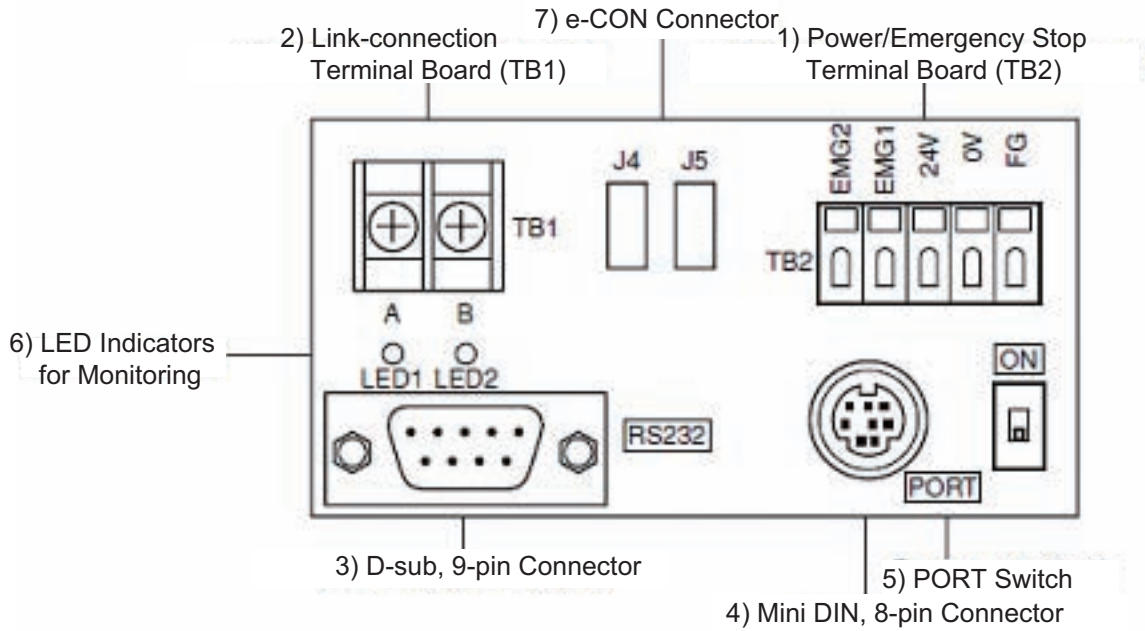 7) e-CON Connector
2) Link-connection
Terminal Board (TB1)
1) Power/Emergency Stop
Terminal Board (TB2)
EMG2
EMG1
24V
0V
FG
J4
J5
TB1
TB2
A
B
6) LED Indicators
for Monitoring
LED1
LED2
ON
RS232
PORT
3) D-sub, 9-pin Connector
5) PORT Switch
4) Mini DIN, 8-pin Connector